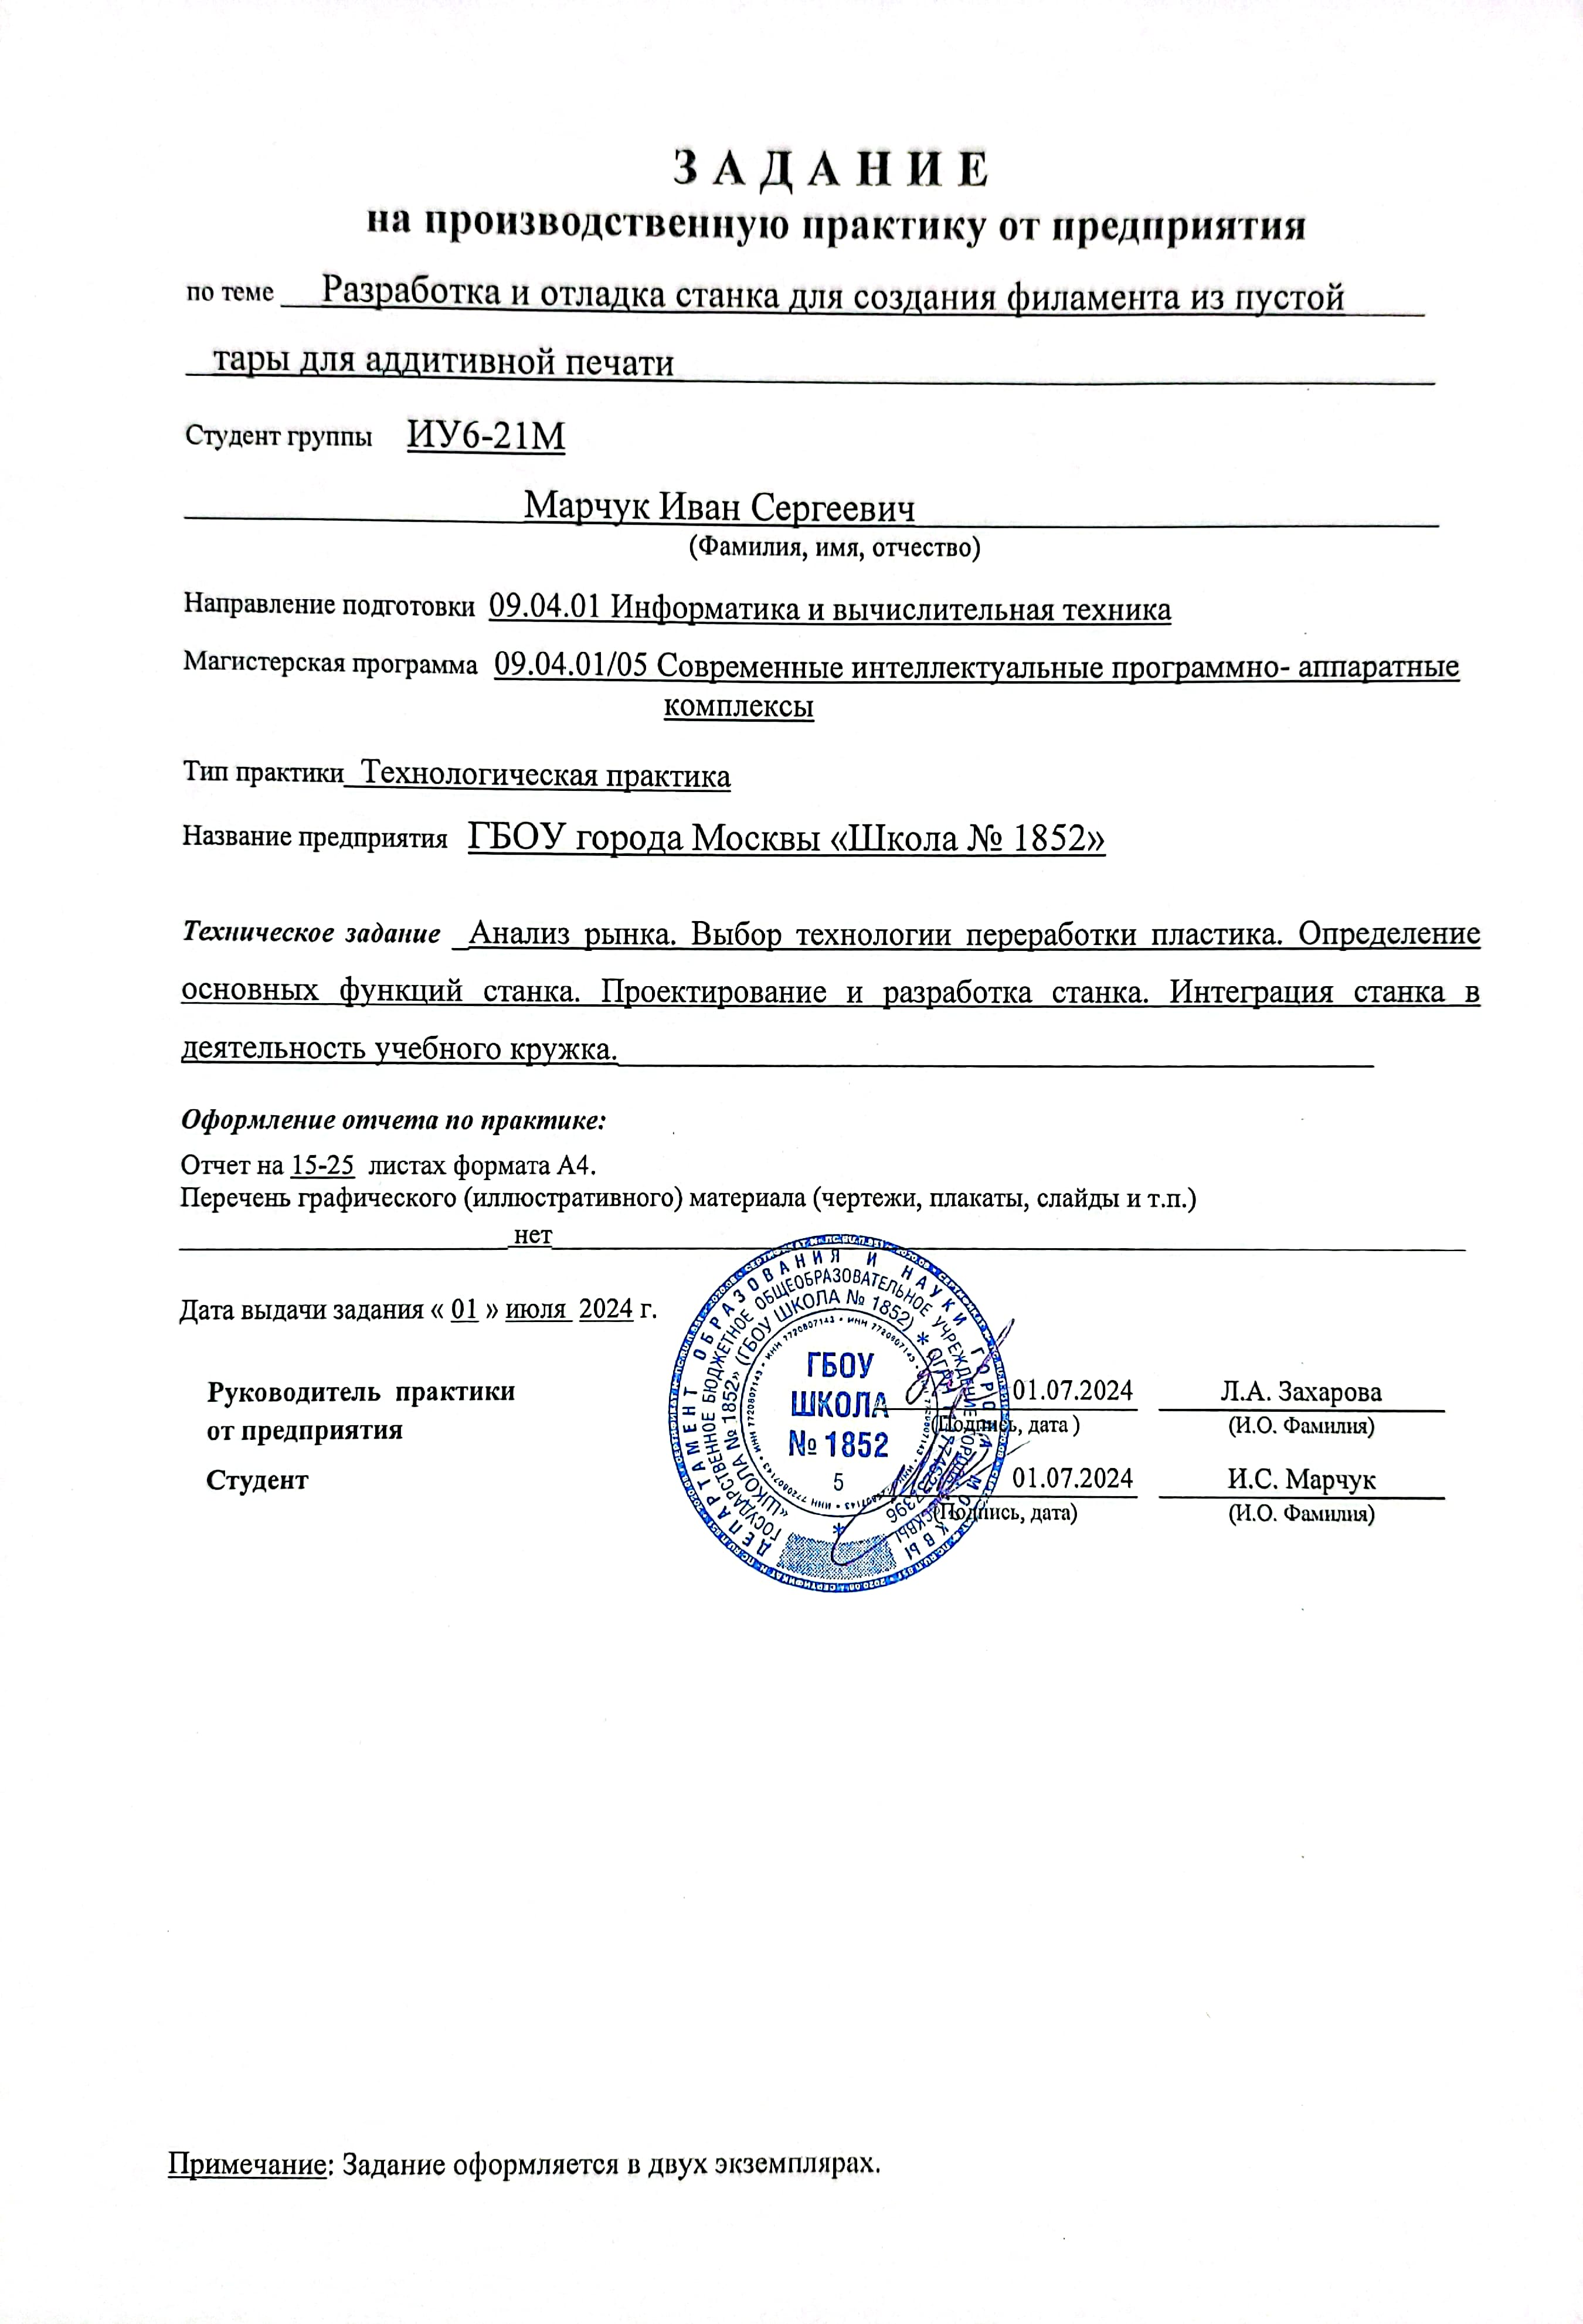 ЗАДАНИЕ
на производственную практику от предприятия
по теме Разработка и отладка станка для создания филамента из пустой
тары для аддитивной печати
Студент группы ИУ6-21М
Марчук Иван Сергеевич
(Фамилия, имя, отчество)
Направление подготовки 09.04.01 Информатика и вычислительная техника
Магистерская программа 09.04.01/05 Современные интеллектуальные программно- аппаратные
комплексы
Тип практики Технологическая практика
Название предприятия ГБОУ города Москвы «Школа № 1852»
Техническое задание Анализ рынка. Выбор технологии переработки пластика. Определение
основных функций станка. Проектирование и разработка станка. Интеграция станка в
деятельность учебного кружка.
Оформление отчета по практике:
Отчет на 15-25 листах формата А4.
Перечень графического (иллюстративного) материала (чертежи, плакаты, слайды и т.п.)
нет
Дата выдачи задания « 01 » июля 2024 г.
ДЕПАРТАМЕНТ ОБРАЗОВАНИЯ И НАУКИ ГОРОДА МОСКВЫ
ГОСУДАРСТВЕННОЕ БЮДЖЕТНОЕ ОБЩЕОБРАЗОВАТЕЛЬНОЕ УЧРЕЖДЕНИЕ ГОРОДА МОСКВЫ
«ШКОЛА № 1852» (ГБОУ ШКОЛА № 1852) * ОГРН
ИНН 7720807143 • ИНН 7720807143 • ИНН 7720807143
ГБОУ
ШКОЛА
№ 1852
5
Руководитель практики 01.07.2024 Л.А. Захарова
от предприятия (Подпись, дата ) (И.О. Фамилия)
Студент 01.07.2024 И.С. Марчук
(Подпись, дата) (И.О. Фамилия)
Примечание: Задание оформляется в двух экземплярах.